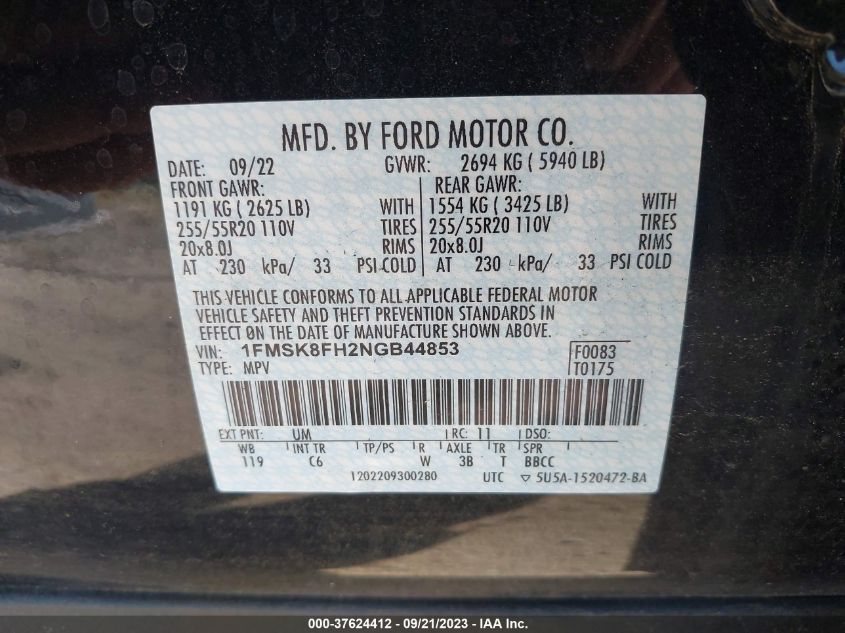 MFD. BY FORD MOTOR CO.
DATE: 09/22 GVWR: 2694 KG ( 5940 LB)
FRONT GAWR: REAR GAWR:
1191 KG ( 2625 LB) WITH 1554 KG ( 3425 LB) WITH
255/55R20 110V TIRES 255/55R20 110V TIRES
20x8.0J RIMS 20x8.0J RIMS
AT 230 kPa/ 33 PSI COLD AT 230 kPa/ 33 PSI COLD
THIS VEHICLE CONFORMS TO ALL APPLICABLE FEDERAL MOTOR
VEHICLE SAFETY AND THEFT PREVENTION STANDARDS IN
EFFECT ON THE DATE OF MANUFACTURE SHOWN ABOVE.
VIN: 1FMSK8FH2NGB44853 F0083
TYPE: MPV T0175
EXT PNT: UM RC: 11 DSO:
WB INT TR TP/PS R AXLE TR SPR
119 C6 W 3B T BBCC
1202209300280 UTC ▽ 5U5A-1520472-BA
000-37624412 - 09/21/2023 - IAA Inc.